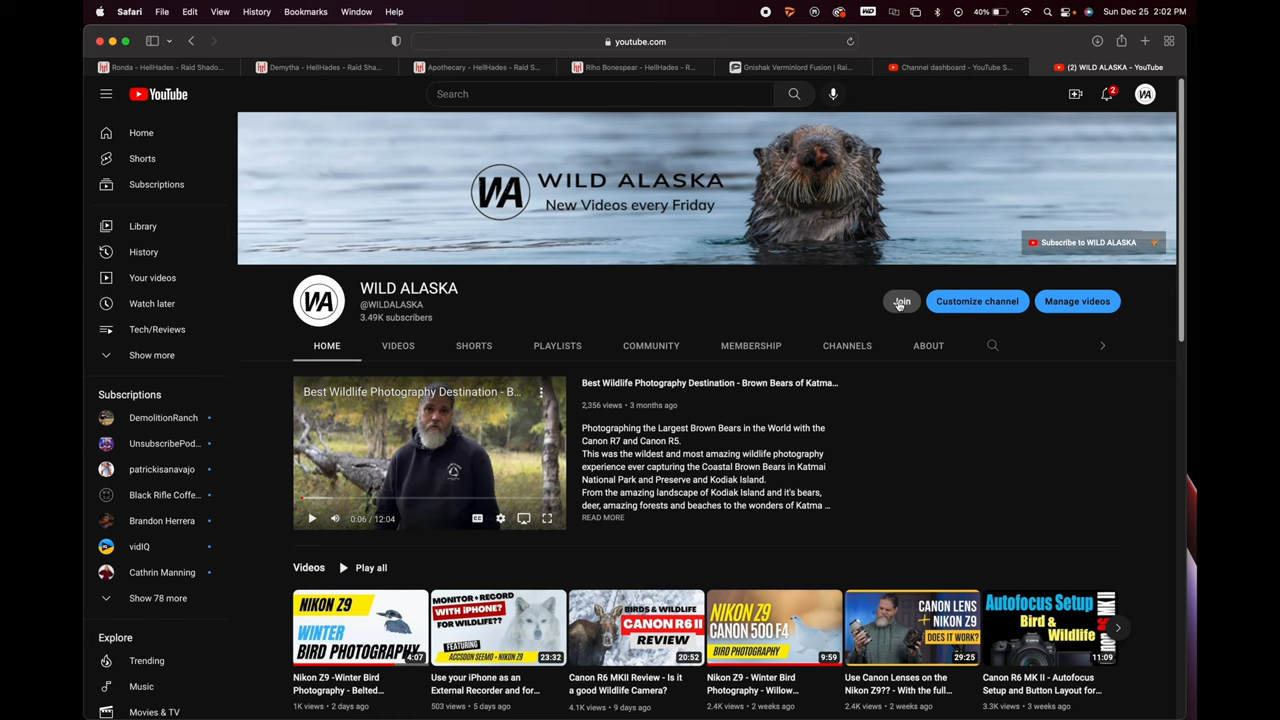 Safari File Edit View History Bookmarks Window Help 40% Sun Dec 25 2:02 PM
youtube.com
Ronda - HellHades - Raid Shado... Demytha - HellHades - Raid Sha... Apothecary - HellHades - Raid S... Riho Bonespear - HellHades - R... Gnishak Verminlord Fusion | Rai... Channel dashboard - YouTube S... (2) WILD ALASKA - YouTube
YouTube Search 2 WA
Home
Shorts
Subscriptions
Library
History
Your videos
Watch later
Tech/Reviews
Show more
Subscriptions
DemolitionRanch
UnsubscribePod...
patrickisanavajo
Black Rifle Coffe...
Brandon Herrera
vidIQ
Cathrin Manning
Show 78 more
Explore
Trending
Music
Movies & TV
WA WILD ALASKA
New Videos every Friday
Subscribe to WILD ALASKA
WA WILD ALASKA
@WILDALASKA
3.49K subscribers
Join Customize channel Manage videos
HOME VIDEOS SHORTS PLAYLISTS COMMUNITY MEMBERSHIP CHANNELS ABOUT
Best Wildlife Photography Destination - B...
0:06 / 12:04
Best Wildlife Photography Destination - Brown Bears of Katma...
2,356 views • 3 months ago
Photographing the Largest Brown Bears in the World with the
Canon R7 and Canon R5.
This was the wildest and most amazing wildlife photography
experience ever capturing the Coastal Brown Bears in Katmai
National Park and Preserve and Kodiak Island.
From the amazing landscape of Kodiak Island and it's bears,
deer, amazing forests and beaches to the wonders of Katma ...
READ MORE
Videos Play all
NIKON Z9
WINTER
BIRD PHOTOGRAPHY
4:07
Nikon Z9 -Winter Bird
Photography - Belted...
1K views • 2 days ago
MONITOR + RECORD
WITH iPHONE?
FOR WILDLIFE??
FEATURING
ACCSOON SEEMO + NIKON Z9
23:32
Use your iPhone as an
External Recorder and for...
503 views • 5 days ago
BIRDS & WILDLIFE
CANON R6 II
REVIEW
20:52
Canon R6 MKII Review - Is it
a good Wildlife Camera?
4.1K views • 9 days ago
NIKON Z9
CANON 500 F4
BIRD PHOTOGRAPHY
9:59
Nikon Z9 - Winter Bird
Photography - Willow...
2.4K views • 2 weeks ago
CANON LENS
+ NIKON Z9
DOES IT WORK?
29:25
Use Canon Lenses on the
Nikon Z9?? - With the full...
2.4K views • 2 weeks ago
Autofocus Setup
Bird &
Wildlife
11:09
Canon R6 MK II - Autofocus
Setup and Button Layout for...
3.3K views • 3 weeks ago